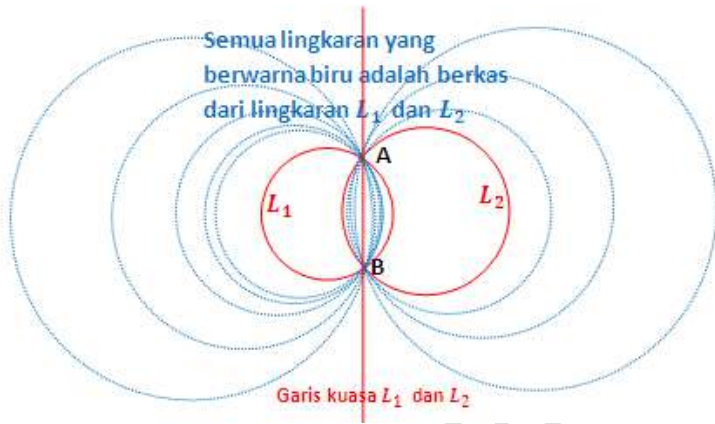 Semua lingkaran yang
berwarna biru adalah berkas
dari lingkaran L₁ dan L₂
A
L₁
L₂
B
Garis kuasa L₁ dan L₂